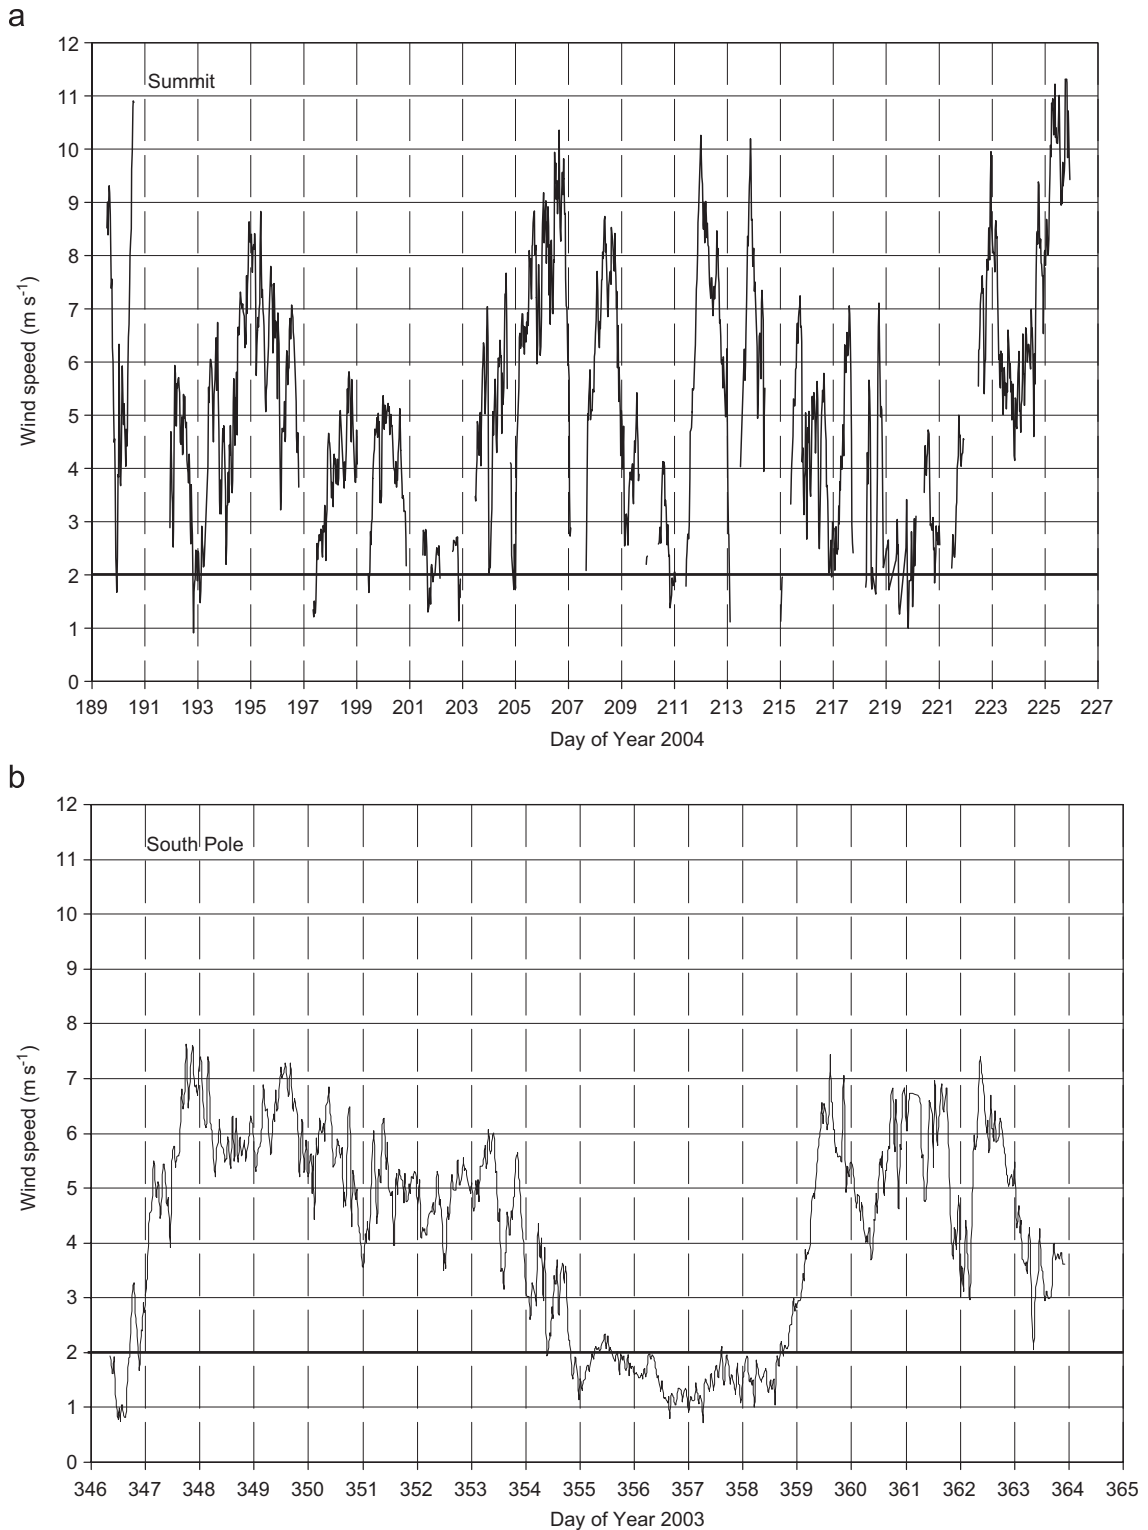 a
12
Summit
11
10
9
8
7
6
5
4
3
2
1
0
Wind speed (m s-1)
189 191 193 195 197 199 201 203 205 207 209 211 213 215 217 219 221 223 225 227
Day of Year 2004
b
12
South Pole
11
10
9
8
7
6
5
4
3
2
1
0
Wind speed (m s-1)
346 347 348 349 350 351 352 353 354 355 356 357 358 359 360 361 362 363 364 365
Day of Year 2003